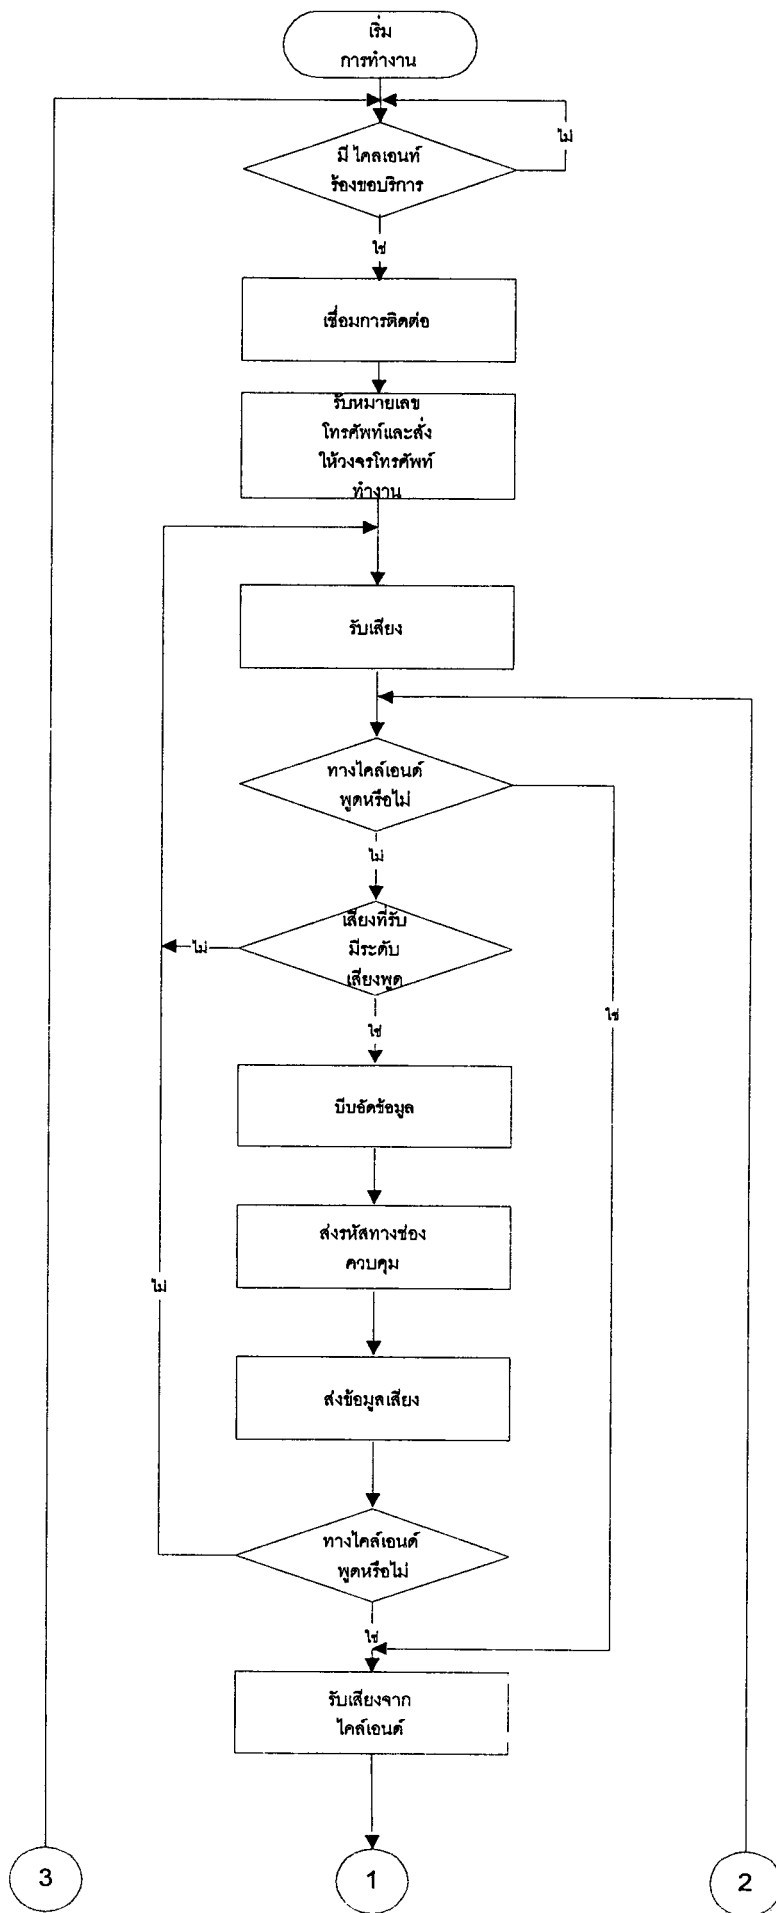 เริ่ม
การทำงาน
ไม่
มี ไคลเอนท์
ร้องขอบริการ
ใช่
เชื่อมการติดต่อ
รับหมายเลข
โทรศัพท์และสั่ง
ให้วงจรโทรศัพท์
ทำงาน
รับเสียง
ทางไคล์เอนด์
พูดหรือไม่
ไม่
เสียงที่รับ
มีระดับ
เสียงพูด
ไม่
ใช่
ใช่
บีบอัดข้อมูล
ส่งรหัสทางช่อง
ควบคุม
ไม่
ส่งข้อมูลเสียง
ทางไคล์เอนด์
พูดหรือไม่
ใช่
รับเสียงจาก
ไคล์เอนด์
3
1
2